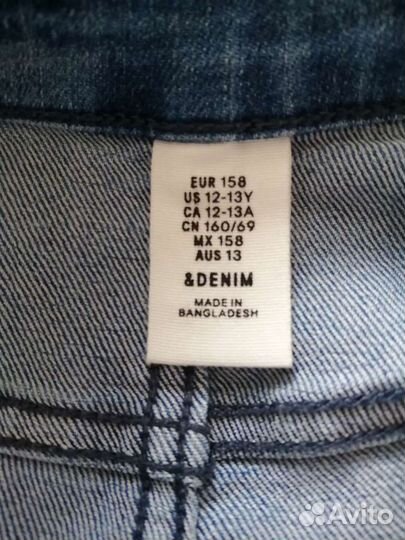 EUR 158
US 12-13Y
CA 12-13A
CN 160/69
MX 158
AUS 13
&DENIM
MADE IN
BANGLADESH
Avito